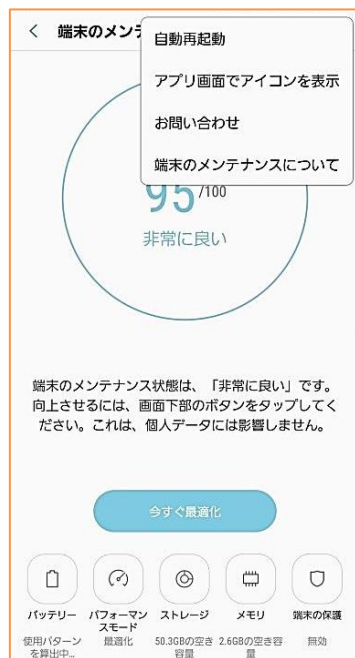 端末のメンテ
自動再起動
アプリ画面でアイコンを表示
お問い合わせ
端末のメンテナンスについて
95/100
非常に良い
端末のメンテナンス状態は、「非常に良い」です。
向上させるには、画面下部のボタンをタップしてく
ださい。これは、個人データには影響しません。
今すぐ最適化
バッテリー
パフォーマン
スモード
ストレージ
メモリ
端末の保護
使用パターン
を算出中...
最適化
50.3GBの空き
容量
2.6GBの空き容
量
無効